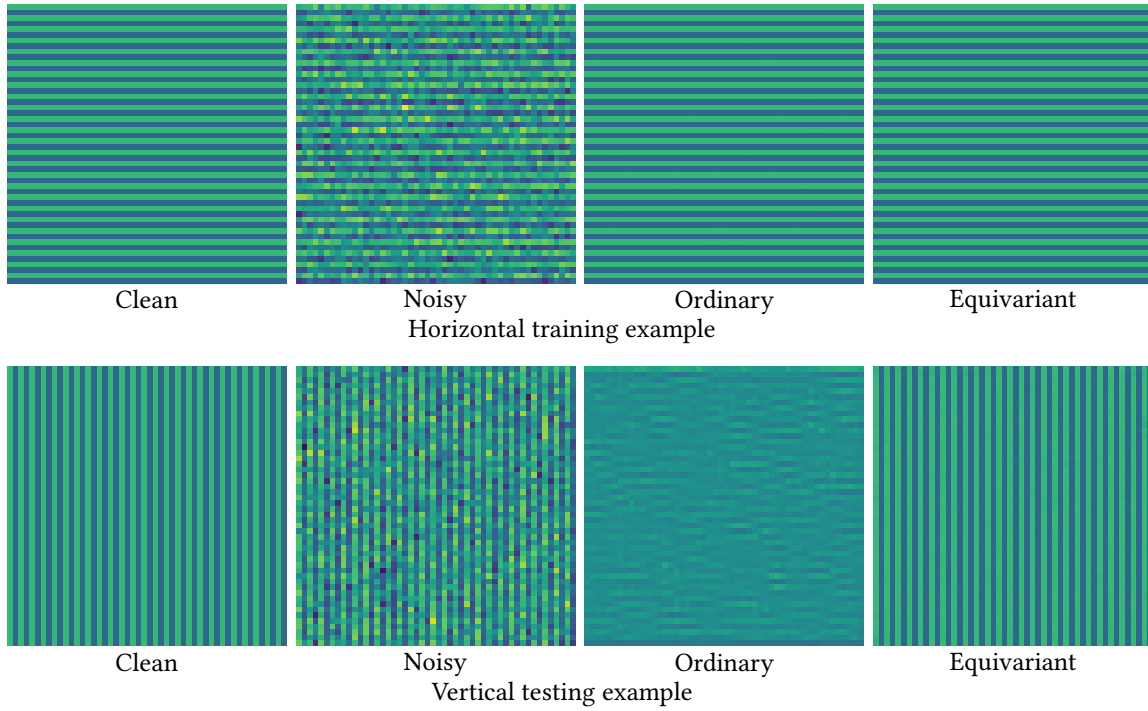 Clean Noisy Ordinary Equivariant
Horizontal training example
Clean Noisy Ordinary Equivariant
Vertical testing example